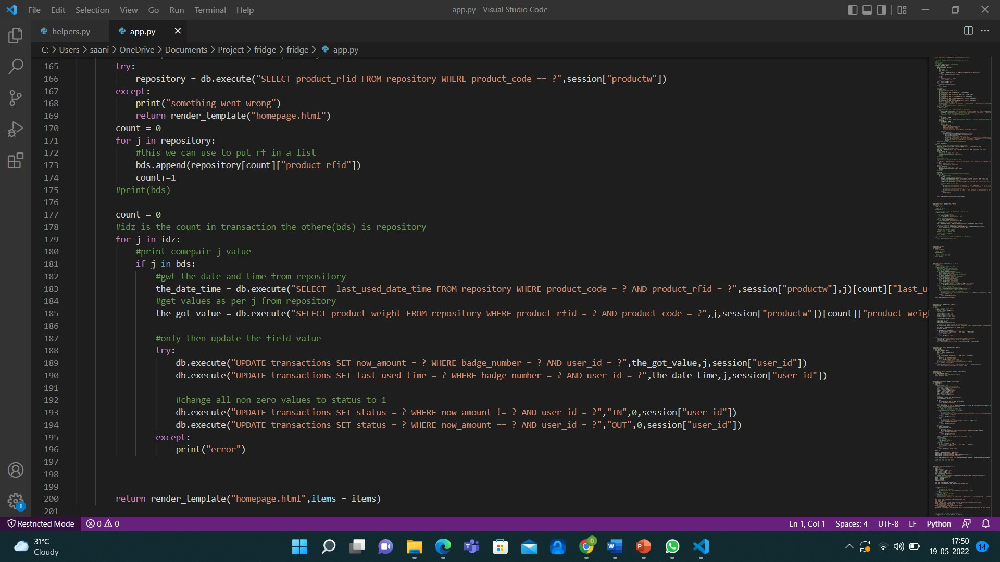 File Edit Selection View Go Run Terminal Help
app.py - Visual Studio Code
helpers.py
app.py
C: > Users > saani > OneDrive > Documents > Project > fridge > fridge > app.py
165 try:
166 repository = db.execute("SELECT product_rfid FROM repository WHERE product_code == ?",session["productw"])
167 except:
168 print("something went wrong")
169 return render_template("homepage.html")
170 count = 0
171 for j in repository:
172 #this we can use to put rf in a list
173 bds.append(repository[count]["product_rfid"])
174 count+=1
175 #print(bds)
176
177 count = 0
178 #idz is the count in transaction the othere(bds) is repository
179 for j in idz:
180 #print comepair j value
181 if j in bds:
182 #gwt the date and time from repository
183 the_date_time = db.execute("SELECT  last_used_date_time FROM repository WHERE product_code = ? AND product_rfid = ?",session["productw"],j)[count]["last_u
184 #get values as per j from repository
185 the_got_value = db.execute("SELECT product_weight FROM repository WHERE product_rfid = ? AND product_code = ?",j,session["productw"])[count]["product_weig
186
187 #only then update the field value
188 try:
189 db.execute("UPDATE transactions SET now_amount = ? WHERE badge_number = ? AND user_id = ?",the_got_value,j,session["user_id"])
190 db.execute("UPDATE transactions SET last_used_time = ? WHERE badge_number = ? AND user_id = ?",the_date_time,j,session["user_id"])
191
192 #change all non zero values to status to 1
193 db.execute("UPDATE transactions SET status = ? WHERE now_amount != ? AND user_id = ?","IN",0,session["user_id"])
194 db.execute("UPDATE transactions SET status = ? WHERE now_amount == ? AND user_id = ?","OUT",0,session["user_id"])
195 except:
196 print("error")
197
198
199
200 return render_template("homepage.html",items = items)
201
1
Restricted Mode 0 0
Ln 1, Col 1 Spaces: 4 UTF-8 LF Python
31°C
Cloudy
D
17:50
19-05-2022
14